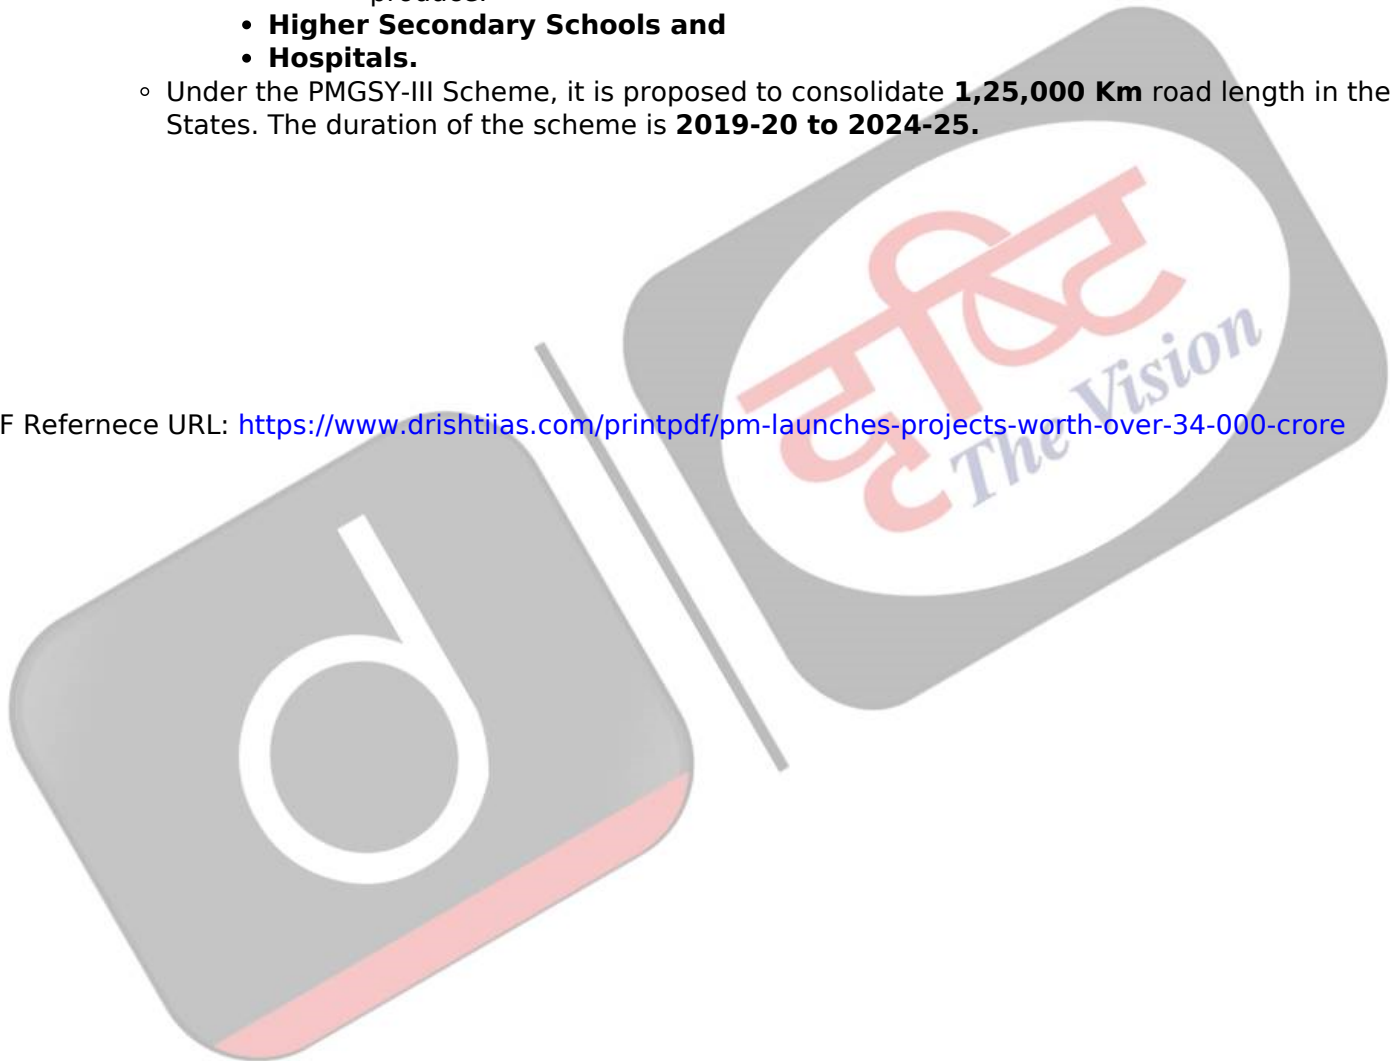 produce.
• Higher Secondary Schools and
• Hospitals.
◦ Under the PMGSY-III Scheme, it is proposed to consolidate 1,25,000 Km road length in the
States. The duration of the scheme is 2019-20 to 2024-25.
दृष्टि
The Vision
F Refernece URL: https://www.drishtiias.com/printpdf/pm-launches-projects-worth-over-34-000-crore
d